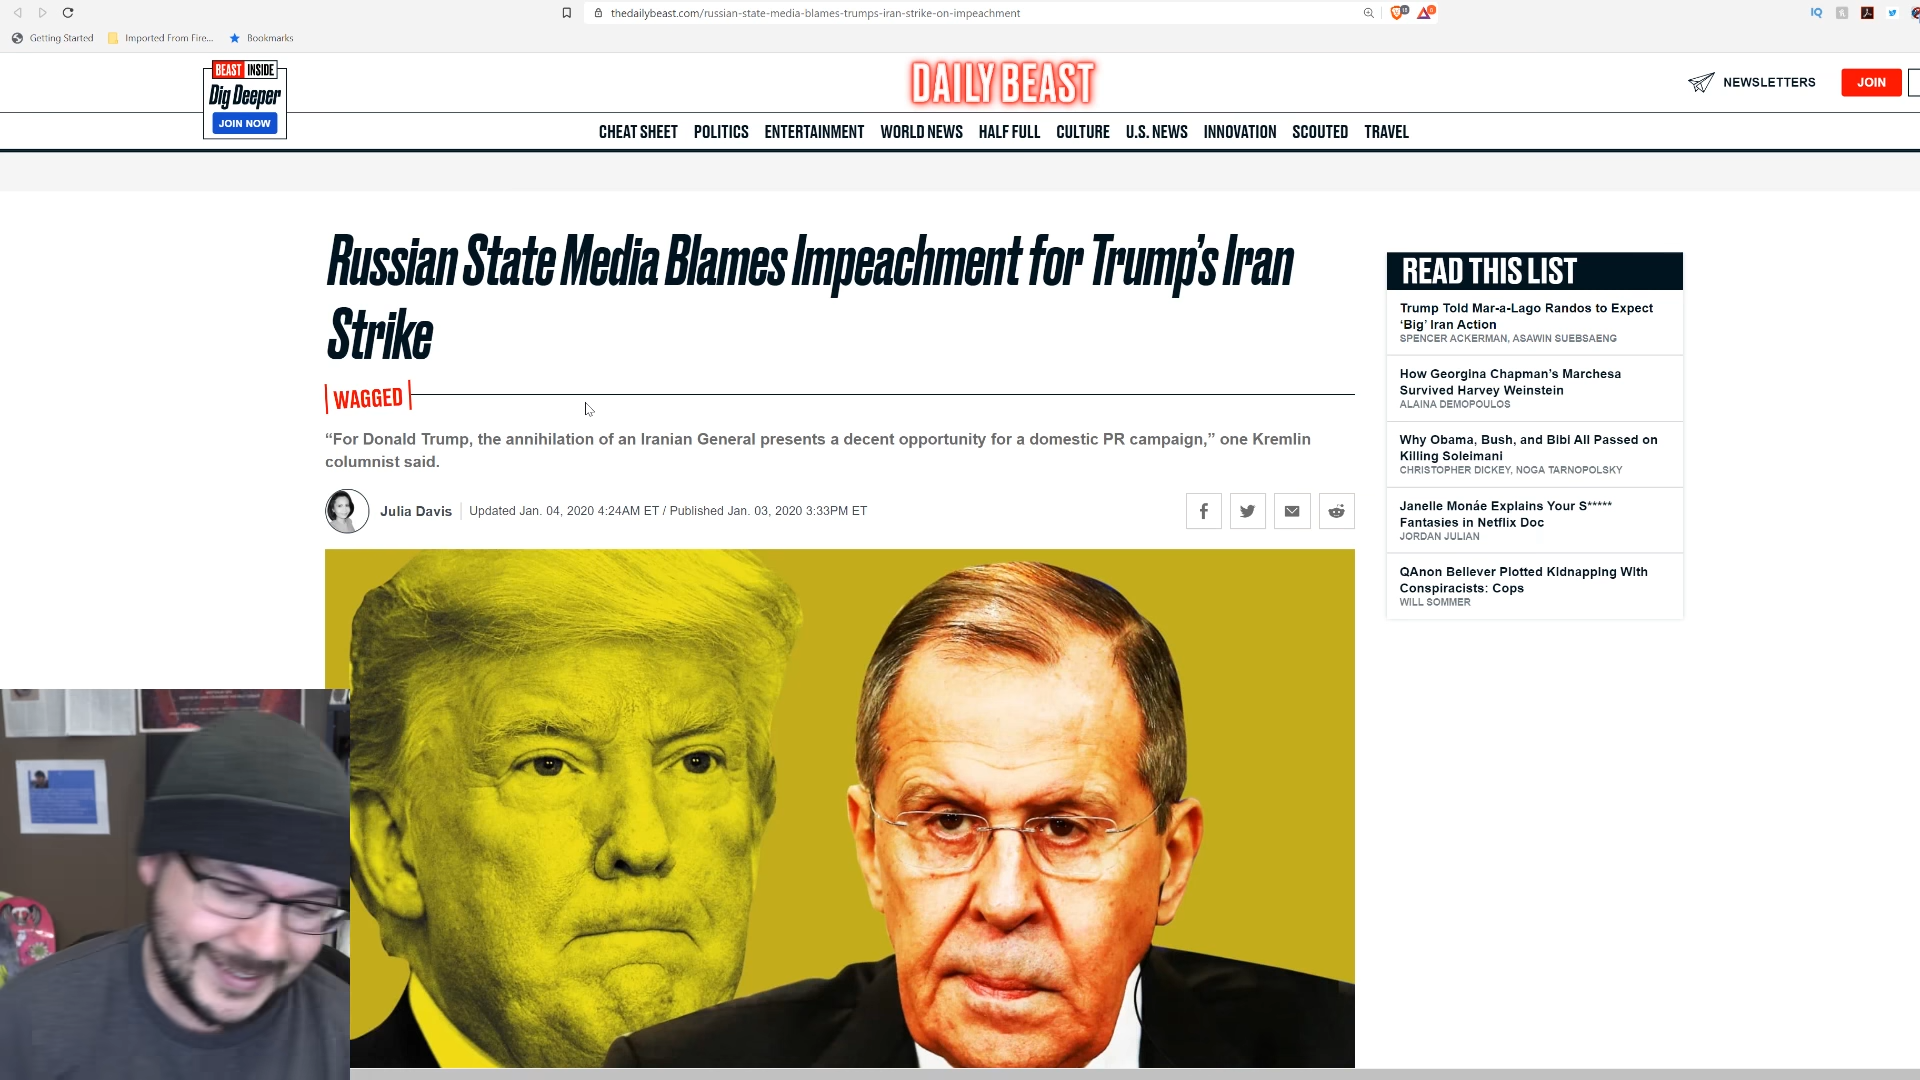 thedailybeast.com/russian-state-media-blames-trumps-iran-strike-on-impeachment
IQ
Getting Started
Imported From Fire...
Bookmarks
BEAST INSIDE
Dig Deeper
JOIN NOW
DAILY BEAST
NEWSLETTERS
JOIN
CHEAT SHEET POLITICS ENTERTAINMENT WORLD NEWS HALF FULL CULTURE U.S. NEWS INNOVATION SCOUTED TRAVEL
Russian State Media Blames Impeachment for Trump's Iran
Strike
WAGGED
“For Donald Trump, the annihilation of an Iranian General presents a decent opportunity for a domestic PR campaign,” one Kremlin
columnist said.
Julia Davis
Updated Jan. 04, 2020 4:24AM ET / Published Jan. 03, 2020 3:33PM ET
READ THIS LIST
Trump Told Mar-a-Lago Randos to Expect
‘Big’ Iran Action
SPENCER ACKERMAN, ASAWIN SUEBSAENG
How Georgina Chapman’s Marchesa
Survived Harvey Weinstein
ALAINA DEMOPOULOS
Why Obama, Bush, and Bibi All Passed on
Killing Soleimani
CHRISTOPHER DICKEY, NOGA TARNOPOLSKY
Janelle Monáe Explains Your S*****
Fantasies in Netflix Doc
JORDAN JULIAN
QAnon Believer Plotted Kidnapping With
Conspiracists: Cops
WILL SOMMER